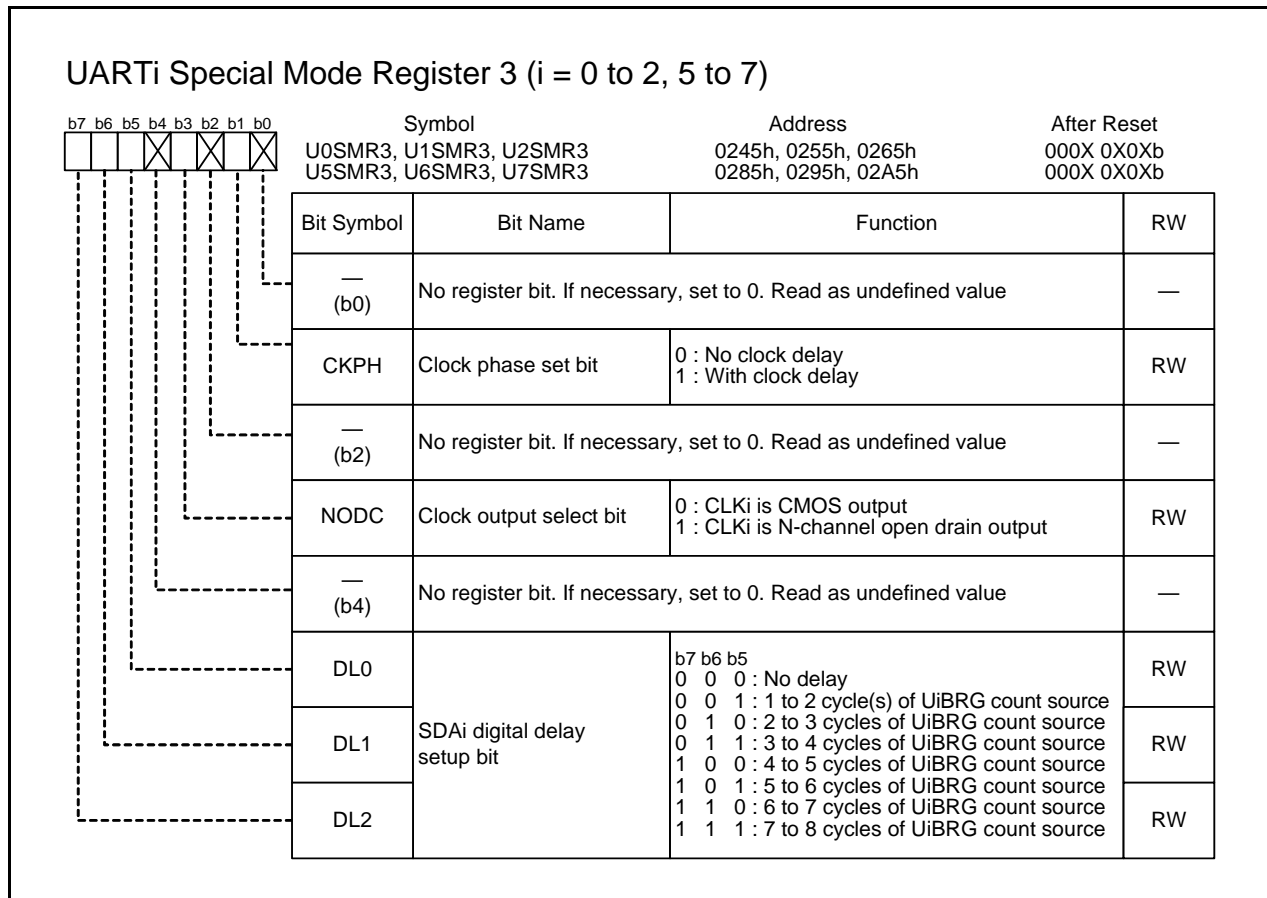 UARTi Special Mode Register 3 (i = 0 to 2, 5 to 7)
b7 b6 b5 b4 b3 b2 b1 b0
Symbol Address After Reset
U0SMR3, U1SMR3, U2SMR3 0245h, 0255h, 0265h 000X 0X0Xb
U5SMR3, U6SMR3, U7SMR3 0285h, 0295h, 02A5h 000X 0X0Xb
Bit Symbol Bit Name Function RW
—
(b0) No register bit. If necessary, set to 0. Read as undefined value —
CKPH Clock phase set bit 0 : No clock delay RW
1 : With clock delay
—
(b2) No register bit. If necessary, set to 0. Read as undefined value —
NODC Clock output select bit 0 : CLKi is CMOS output RW
1 : CLKi is N-channel open drain output
—
(b4) No register bit. If necessary, set to 0. Read as undefined value —
DL0 RW
DL1 RW
DL2 RW
SDAi digital delay
setup bit
b7 b6 b5
0 0 0 : No delay
0 0 1 : 1 to 2 cycle(s) of UiBRG count source
0 1 0 : 2 to 3 cycles of UiBRG count source
0 1 1 : 3 to 4 cycles of UiBRG count source
1 0 0 : 4 to 5 cycles of UiBRG count source
1 0 1 : 5 to 6 cycles of UiBRG count source
1 1 0 : 6 to 7 cycles of UiBRG count source
1 1 1 : 7 to 8 cycles of UiBRG count source